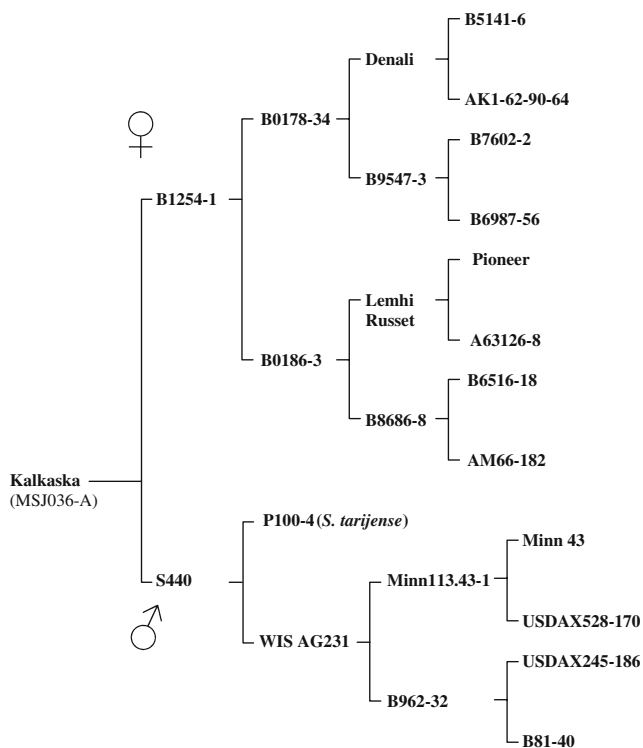 B5141-6
Denali
AK1-62-90-64
B0178-34
B7602-2
B9547-3
B6987-56
B1254-1
Pioneer
Lemhi
Russet
A63126-8
B0186-3
B6516-18
B8686-8
AM66-182
Kalkaska
(MSJ036-A)
P100-4 (S. tarijense)
Minn 43
S440
Minn113.43-1
USDAX528-170
WIS AG231
USDAX245-186
B962-32
B81-40